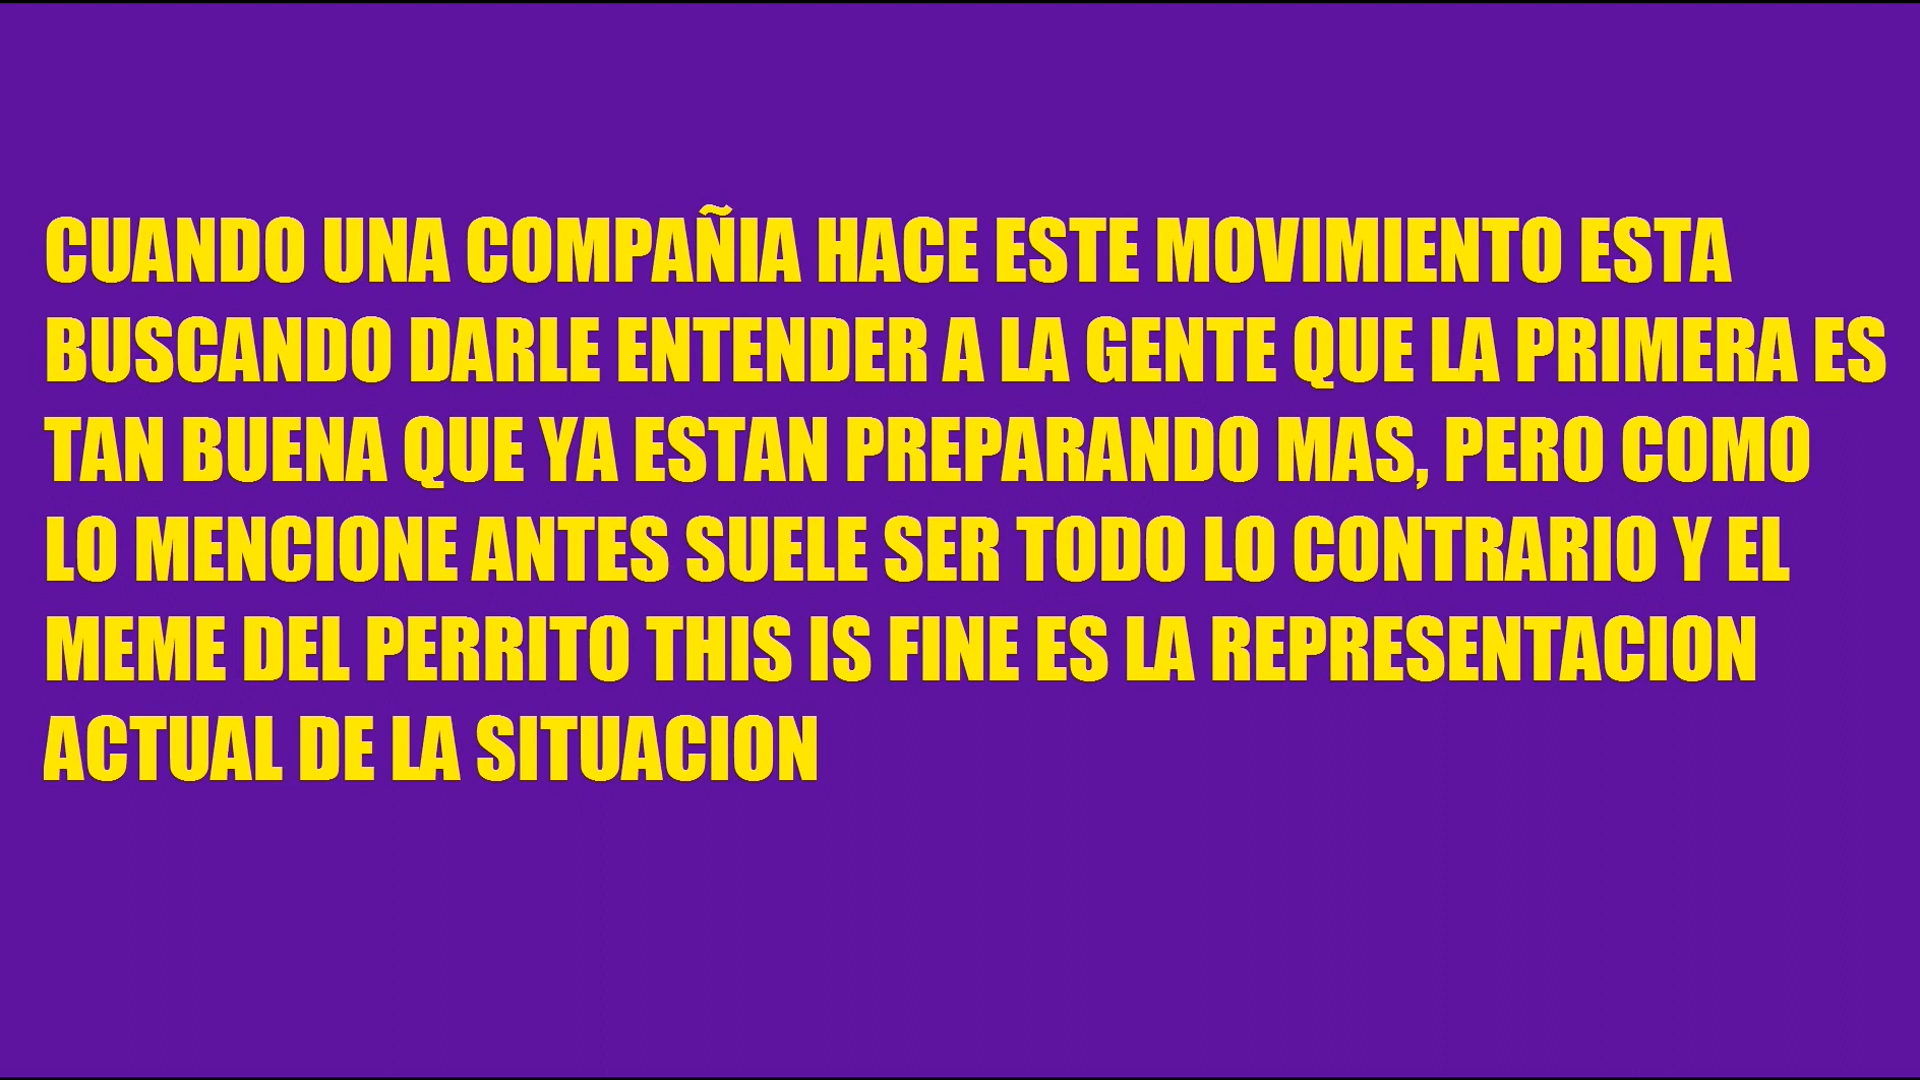 CUANDO UNA COMPAÑIA HACE ESTE MOVIMIENTO ESTA
BUSCANDO DARLE ENTENDER A LA GENTE QUE LA PRIMERA ES
TAN BUENA QUE YA ESTAN PREPARANDO MAS, PERO COMO
LO MENCIONE ANTES SUELE SER TODO LO CONTRARIO Y EL
MEME DEL PERRITO THIS IS FINE ES LA REPRESENTACION
ACTUAL DE LA SITUACION